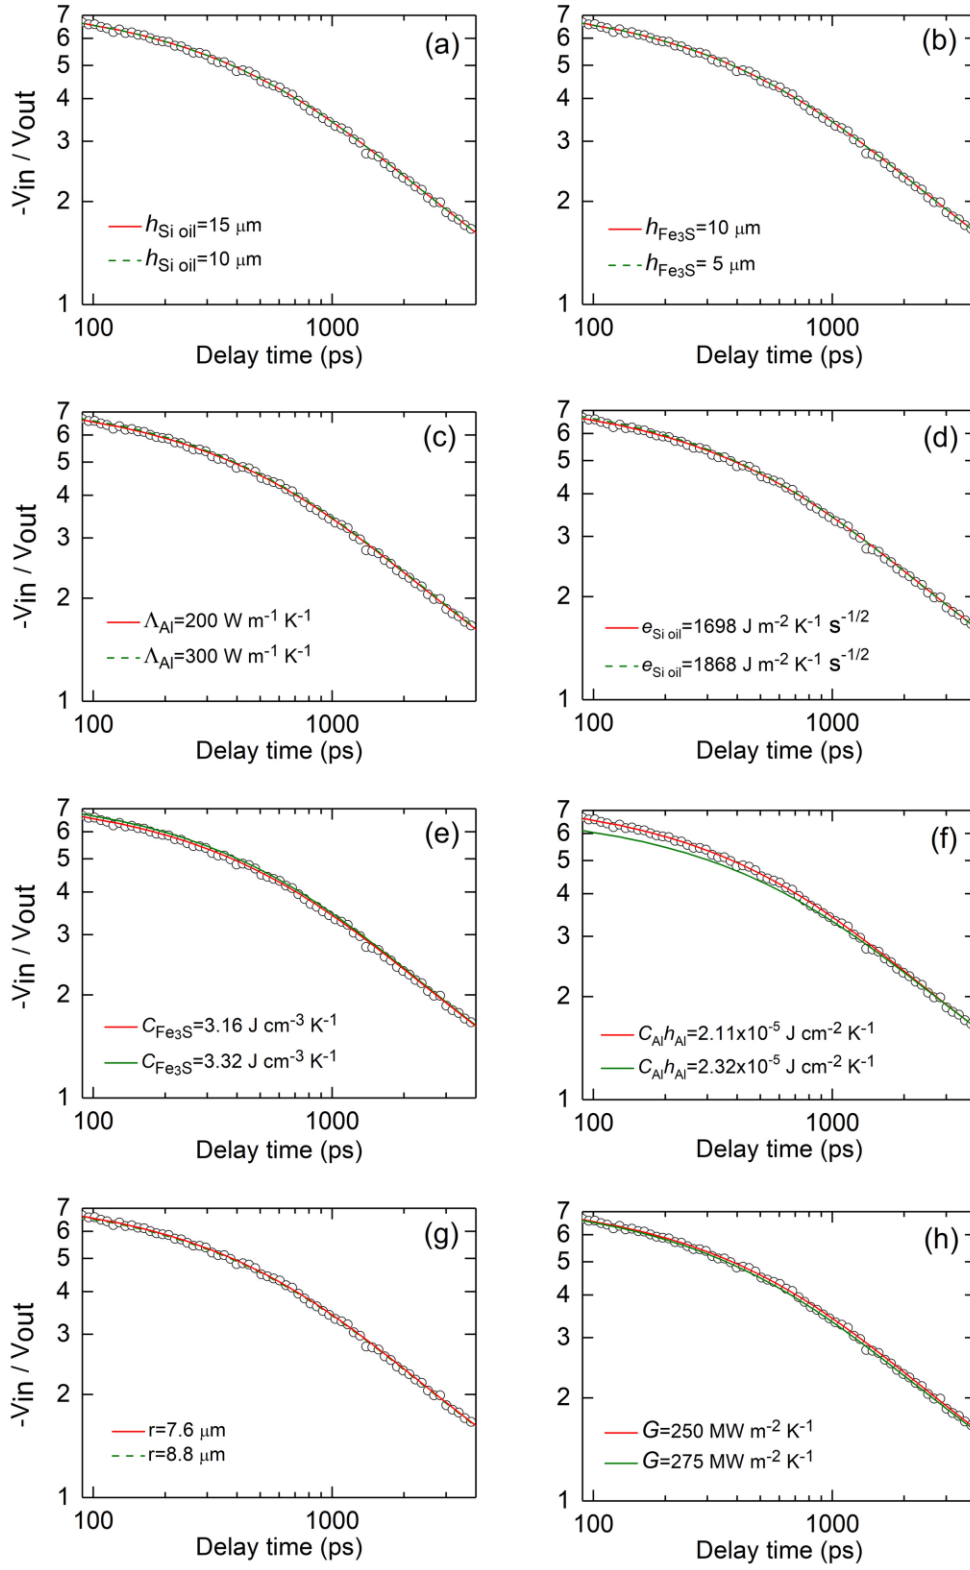 7
6
5
4
3
2
1
-Vin / Vout
(a)
hSi oil=15 μm
hSi oil=10 μm
100
1000
Delay time (ps)
7
6
5
4
3
2
1
(b)
hFe3S=10 μm
hFe3S= 5 μm
100
1000
Delay time (ps)
7
6
5
4
3
2
1
-Vin / Vout
(c)
ΛAl=200 W m-1 K-1
ΛAl=300 W m-1 K-1
100
1000
Delay time (ps)
7
6
5
4
3
2
1
(d)
eSi oil=1698 J m-2 K-1 s-1/2
eSi oil=1868 J m-2 K-1 s-1/2
100
1000
Delay time (ps)
7
6
5
4
3
2
1
-Vin / Vout
(e)
CFe3S=3.16 J cm-3 K-1
CFe3S=3.32 J cm-3 K-1
100
1000
Delay time (ps)
7
6
5
4
3
2
1
(f)
CAlhAl=2.11x10-5 J cm-2 K-1
CAlhAl=2.32x10-5 J cm-2 K-1
100
1000
Delay time (ps)
7
6
5
4
3
2
1
-Vin / Vout
(g)
r=7.6 μm
r=8.8 μm
100
1000
Delay time (ps)
7
6
5
4
3
2
1
(h)
G=250 MW m-2 K-1
G=275 MW m-2 K-1
100
1000
Delay time (ps)